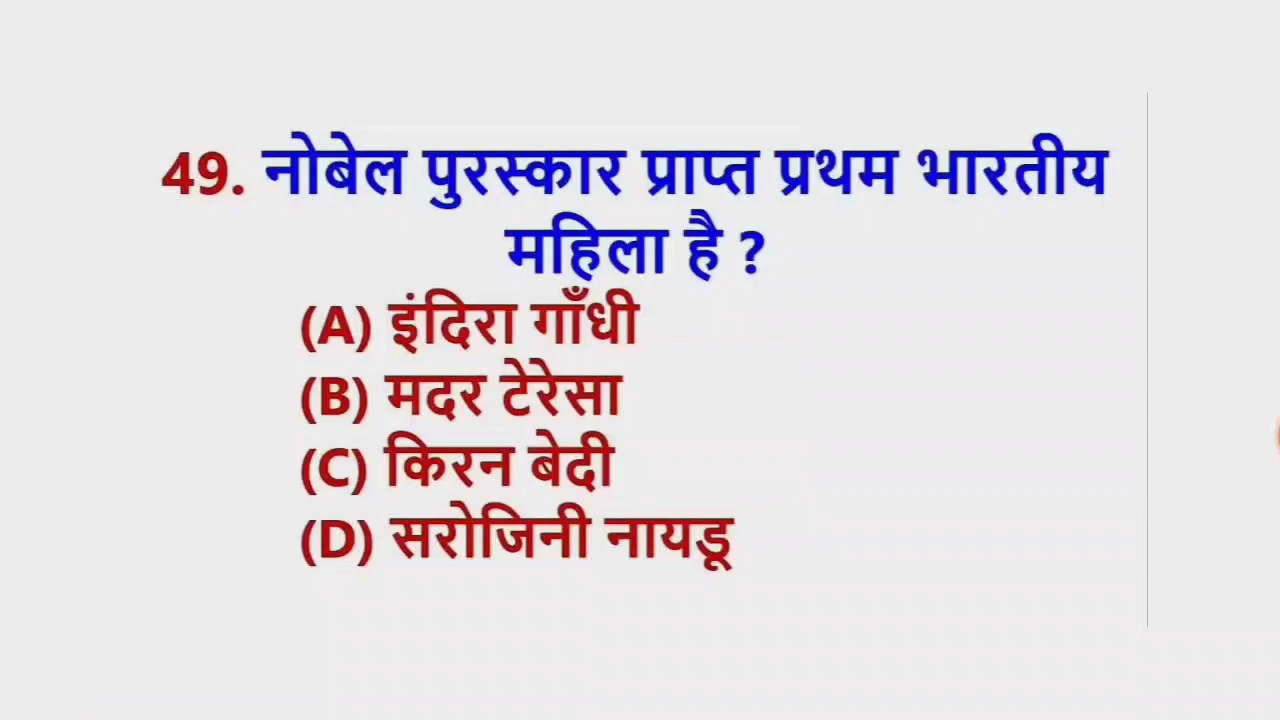 49. नोबेल पुरस्कार प्राप्त प्रथम भारतीय
महिला है ?
(A) इंदिरा गाँधी
(B) मदर टेरेसा
(C) किरन बेदी
(D) सरोजिनी नायडू